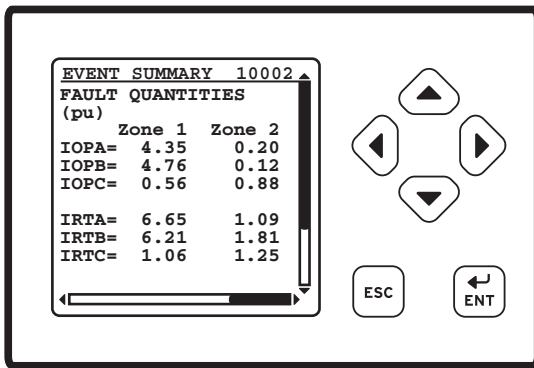 EVENT SUMMARY 10002
FAULT QUANTITIES
(pu)
Zone 1 Zone 2
IOPA= 4.35 0.20
IOPB= 4.76 0.12
IOPC= 0.56 0.88
IRTA= 6.65 1.09
IRTB= 6.21 1.81
IRTC= 1.06 1.25
ESC
ENT